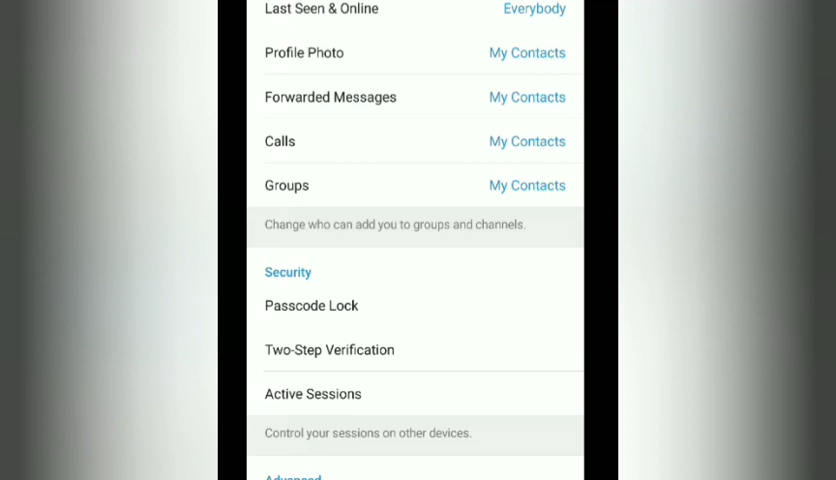 Last Seen & Online Everybody
Profile Photo My Contacts
Forwarded Messages My Contacts
Calls My Contacts
Groups My Contacts
Change who can add you to groups and channels.
Security
Passcode Lock
Two-Step Verification
Active Sessions
Control your sessions on other devices.
Advanced